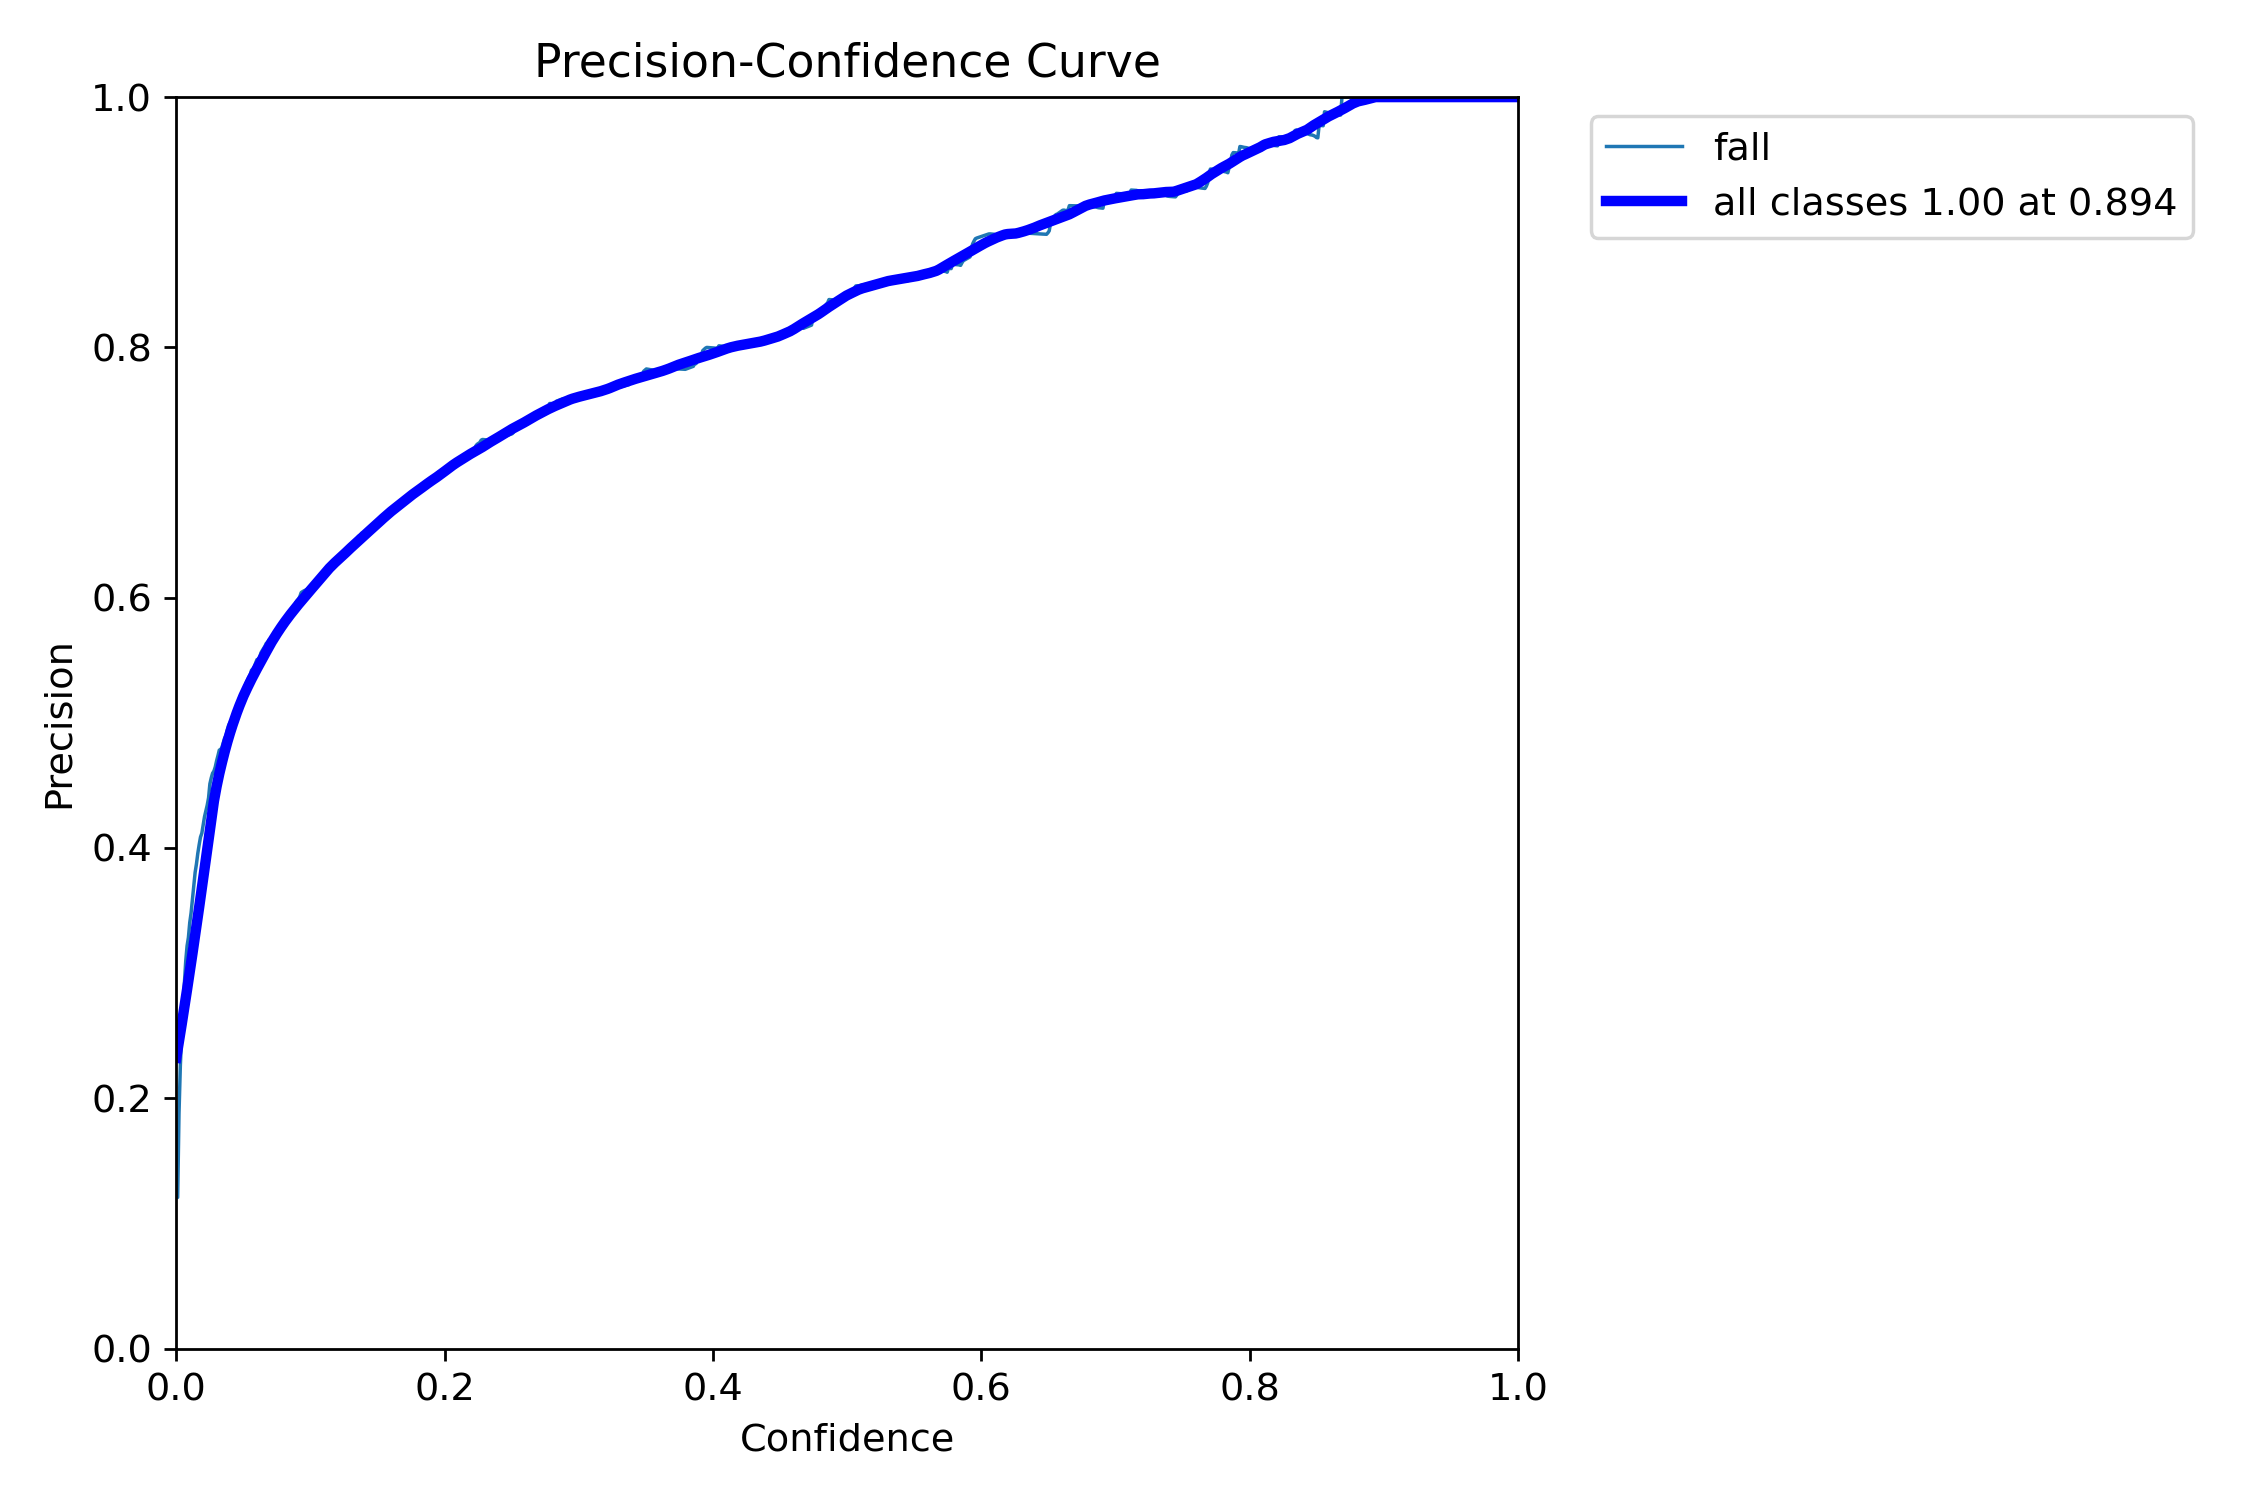 Precision-Confidence Curve
1.0
0.8
0.6
0.4
0.2
0.0
Precision
0.0 0.2 0.4 0.6 0.8 1.0
Confidence
fall
all classes 1.00 at 0.894